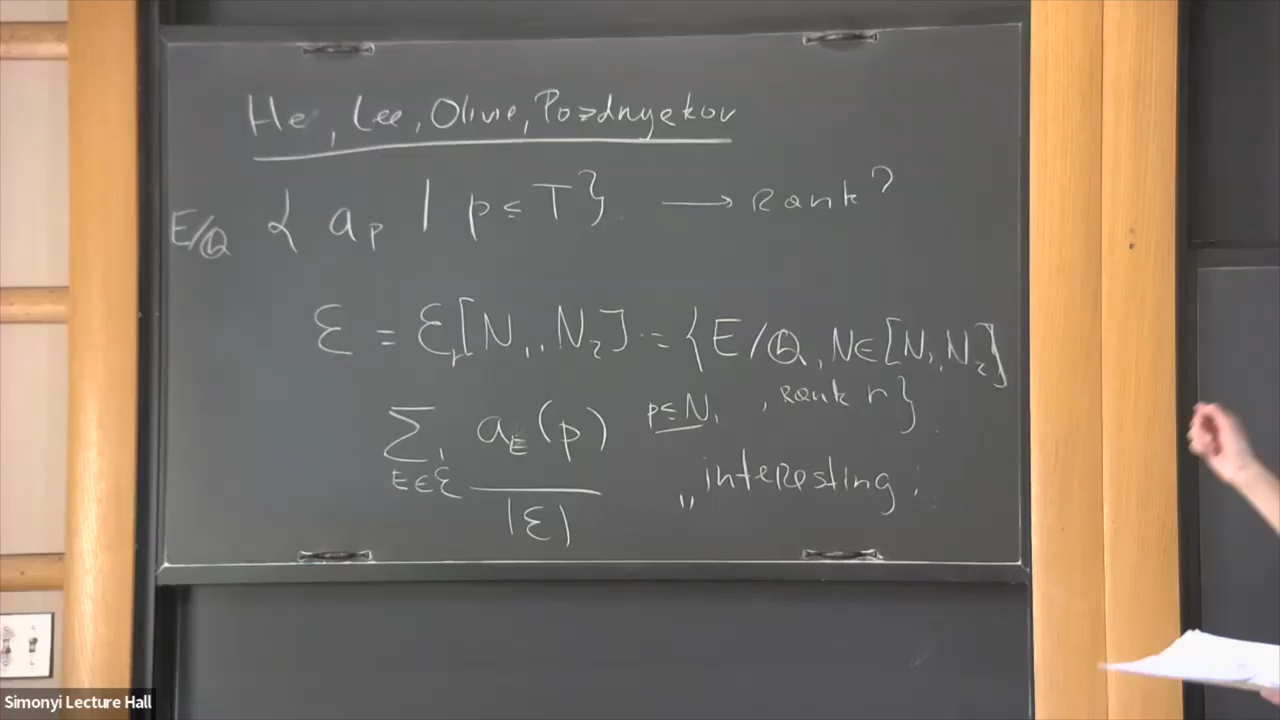 He, Lee, Oliver, Pozdnyakov
E/ℚ { a_p | p ≤ T } → Rank?
ℰ = ℰ_r[N_1, N_2] = {E/ℚ, N ∈ [N_1, N_2]
, Rank r}
∑_{E∈ℰ} a_E(p) / |ℰ| p ≤ N_1
"interesting
Simonyi Lecture Hall